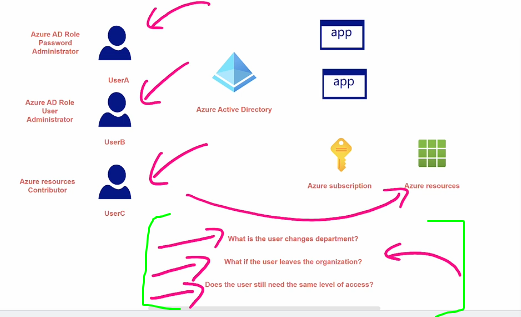 Azure AD Role
Password
Administrator
UserA
app
app
Azure Active Directory
Azure AD Role
User
Administrator
UserB
Azure resources
Contributor
UserC
Azure subscription
Azure resources
What is the user changes department?
What if the user leaves the organization?
Does the user still need the same level of access?